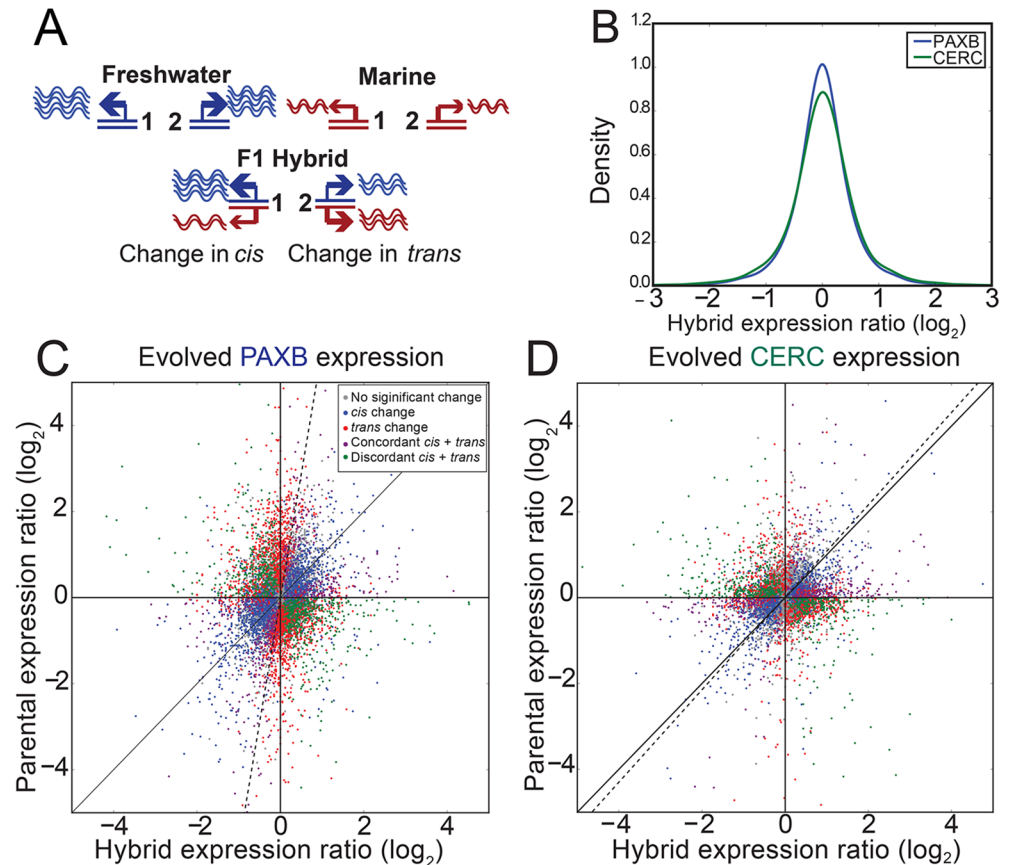 A
Freshwater
Marine
1 2
1 2
F1 Hybrid
1 2
Change in cis
Change in trans
B
PAXB
CERC
1.2
1.0
0.8
0.6
0.4
0.2
0.0
Density
−3 −2 −1 0 1 2 3
Hybrid expression ratio (log2)
C
Evolved PAXB expression
No siginificant change
cis change
trans change
Concordant cis + trans
Discordant cis + trans
4
2
0
−2
−4
Parental expression ratio (log2)
−4 −2 0 2 4
Hybrid expression ratio (log2)
D
Evolved CERC expression
4
2
0
−2
−4
Parental expression ratio (log2)
−4 −2 0 2 4
Hybrid expression ratio (log2)